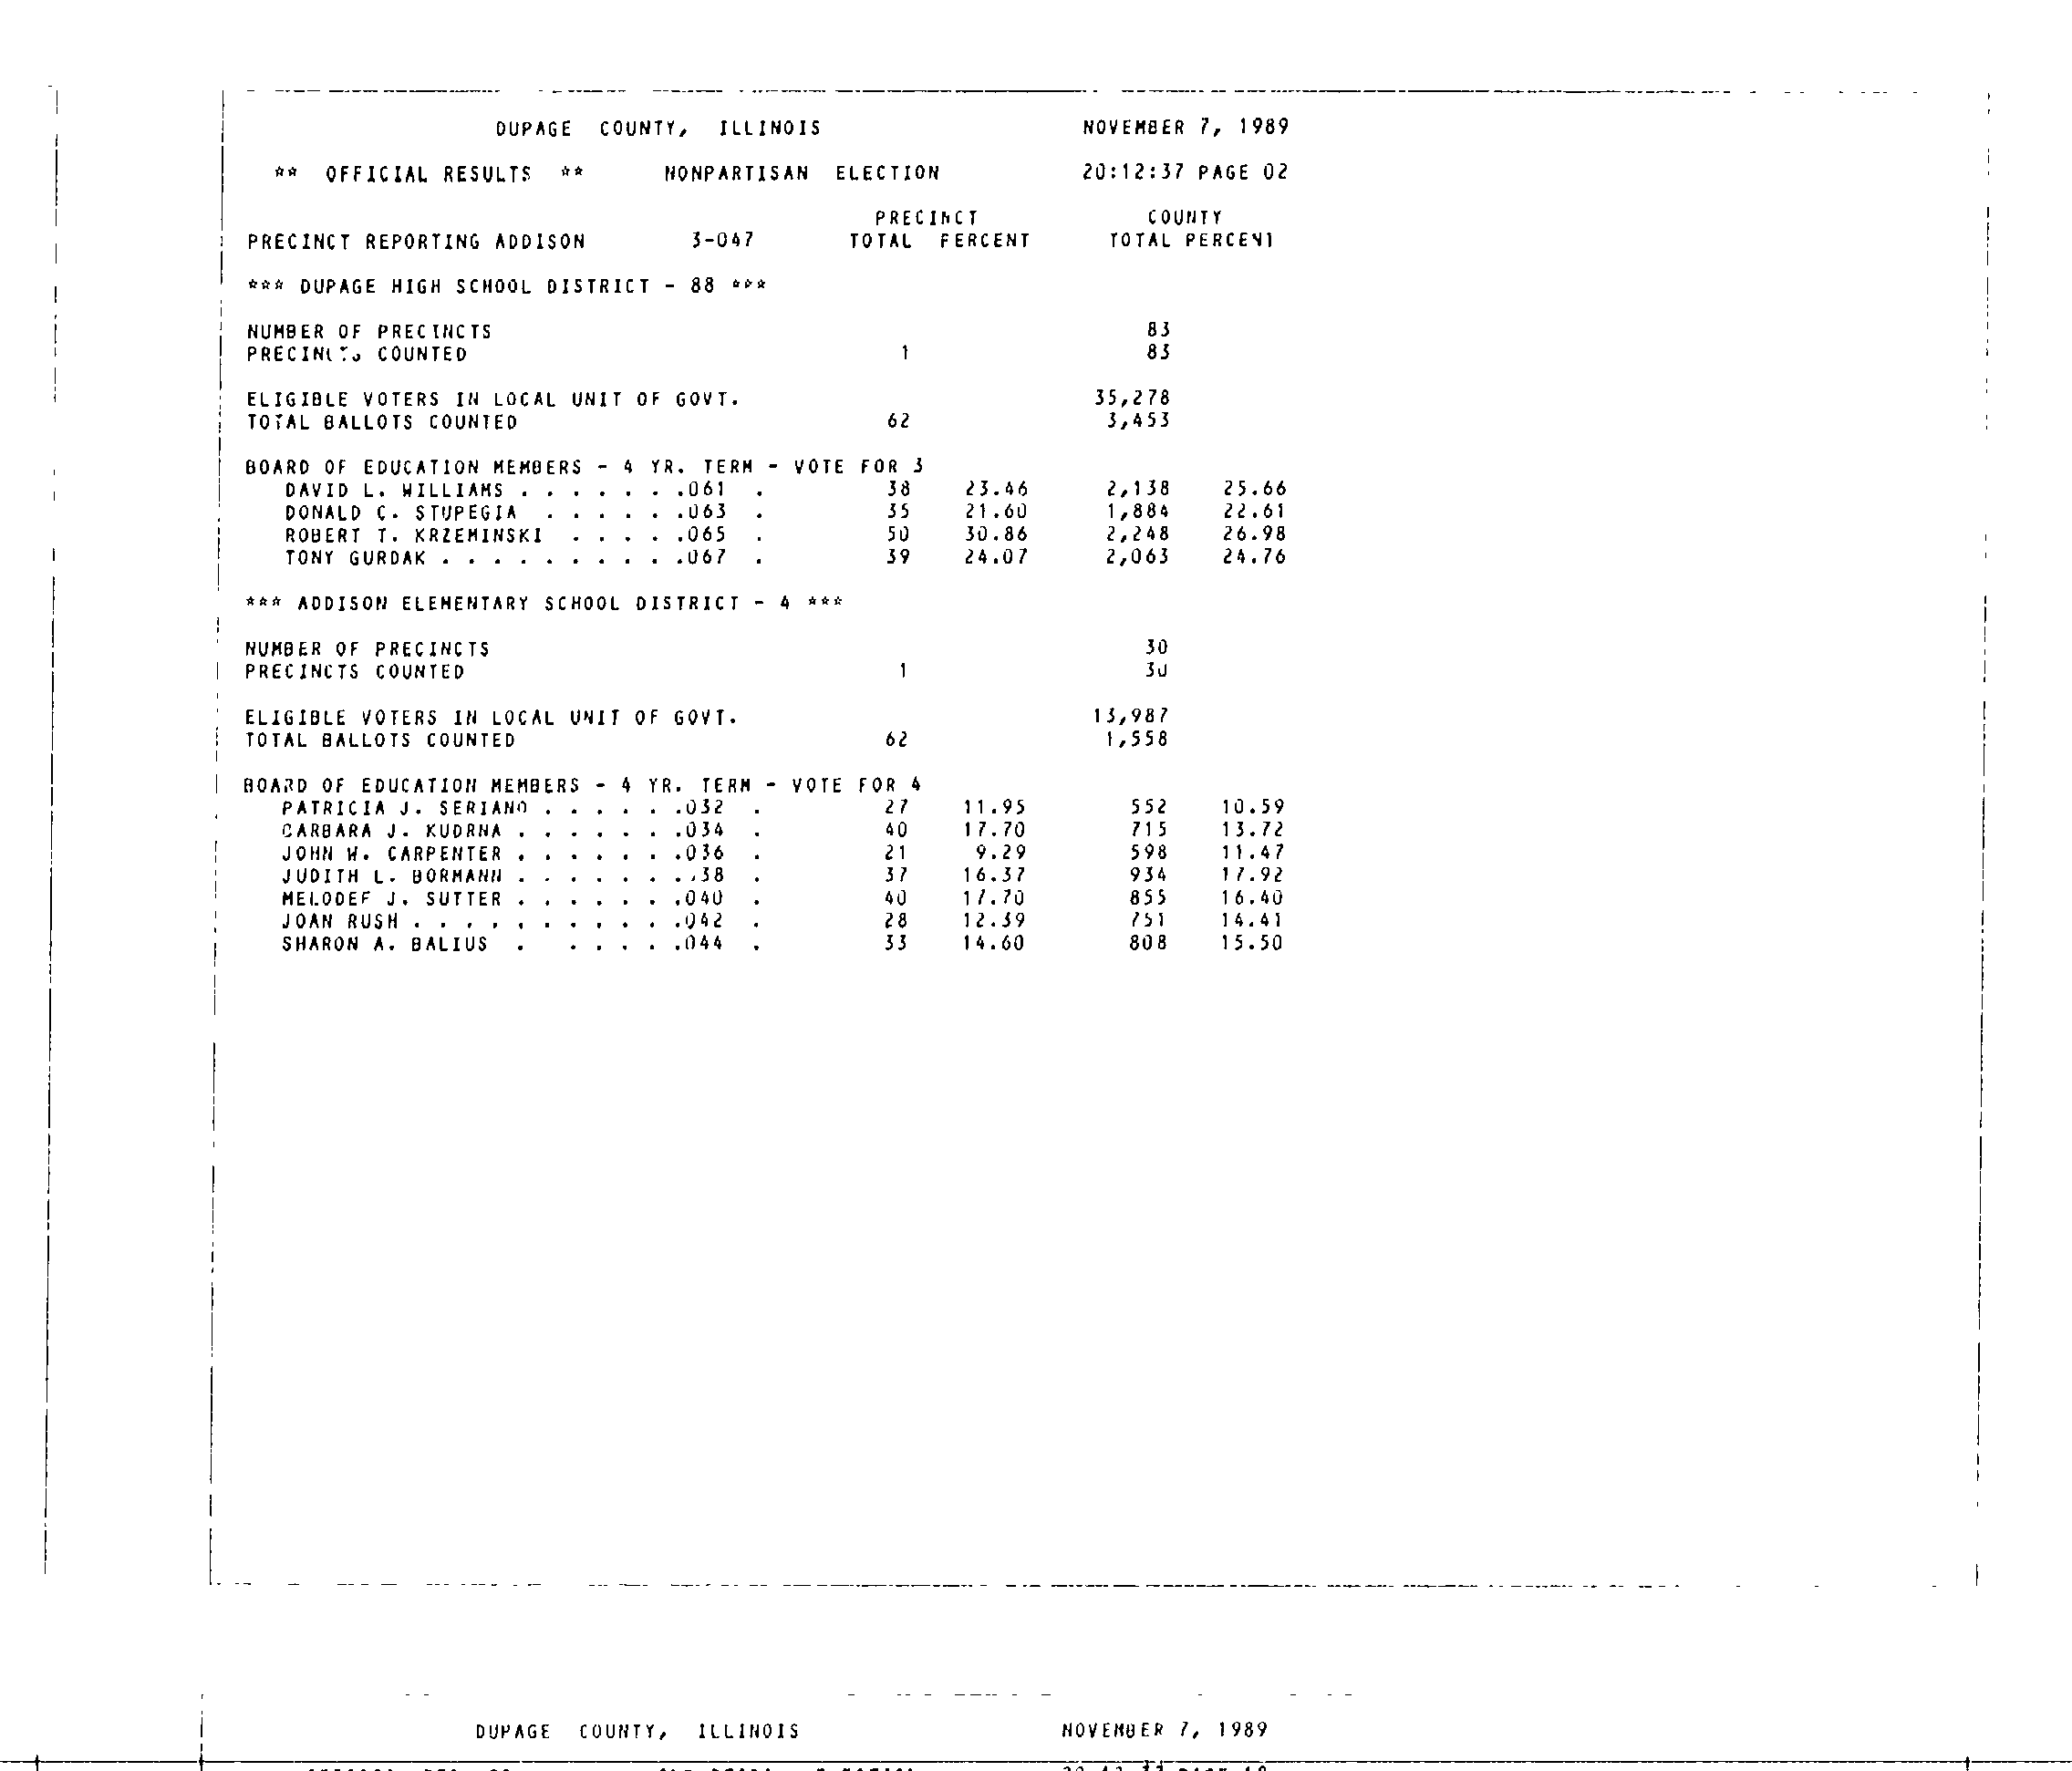 DUPAGE COUNTY, ILLINOIS NOVEMBER 7, 1989
** OFFICIAL RESULTS ** NONPARTISAN ELECTION 20:12:37 PAGE 02
PRECINCT COUNTY
PRECINCT REPORTING ADDISON 3-047 TOTAL PERCENT TOTAL PERCENT
*** DUPAGE HIGH SCHOOL DISTRICT - 88 ***
NUMBER OF PRECINCTS 83
PRECINCTS COUNTED 1 83
ELIGIBLE VOTERS IN LOCAL UNIT OF GOVT. 35,278
TOTAL BALLOTS COUNTED 62 3,453
BOARD OF EDUCATION MEMBERS - 4 YR. TERM - VOTE FOR 3
DAVID L. WILLIAMS . . . . . . .061 . 38 23.46 2,138 25.66
DONALD C. STUPEGIA . . . . . .063 . 35 21.60 1,884 22.61
ROBERT T. KRZEMINSKI . . . . .065 . 50 30.86 2,248 26.98
TONY GURDAK . . . . . . . . . .067 . 39 24.07 2,063 24.76
*** ADDISON ELEMENTARY SCHOOL DISTRICT - 4 ***
NUMBER OF PRECINCTS 30
PRECINCTS COUNTED 1 30
ELIGIBLE VOTERS IN LOCAL UNIT OF GOVT. 13,987
TOTAL BALLOTS COUNTED 62 1,558
BOARD OF EDUCATION MEMBERS - 4 YR. TERM - VOTE FOR 4
PATRICIA J. SERIANO . . . . . .032 . 27 11.95 552 10.59
CARBARA J. KUDRNA . . . . . . .034 . 40 17.70 715 13.72
JOHN W. CARPENTER . . . . . . .036 . 21 9.29 598 11.47
JUDITH L. BORMANN . . . . . . . 38 . 37 16.37 934 17.92
MELODEE J. SUTTER . . . . . . .040 . 40 17.70 855 16.40
JOAN RUSH . . . . . . . . . . .042 . 28 12.39 751 14.41
SHARON A. BALIUS . . . . . .044 . 33 14.60 808 15.50
DUPAGE COUNTY, ILLINOIS NOVEMBER 7, 1989